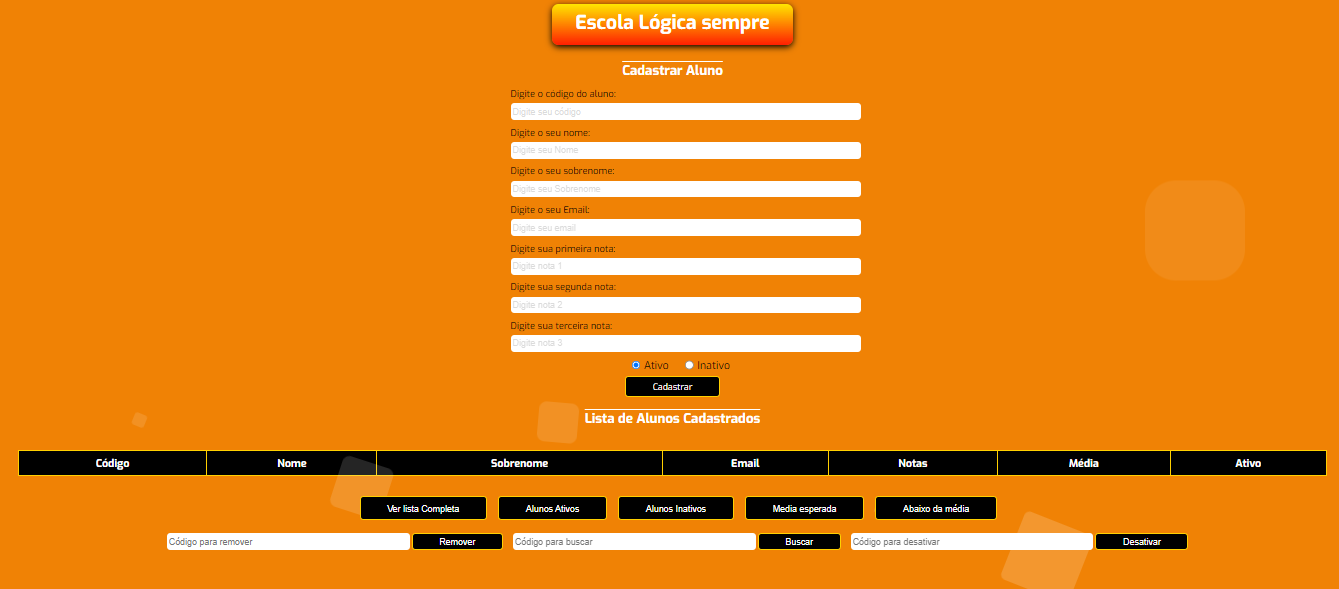 Escola Lógica sempre
Cadastrar Aluno
Digite o código do aluno:
Digite seu código
Digite o seu nome:
Digite seu Nome
Digite o seu sobrenome:
Digite seu Sobrenome
Digite o seu Email:
Digite seu email
Digite sua primeira nota:
Digite nota 1
Digite sua segunda nota:
Digite nota 2
Digite sua terceira nota:
Digite nota 3
Ativo Inativo
Cadastrar
Lista de Alunos Cadastrados
Código Nome Sobrenome Email Notas Média Ativo
Ver lista Completa Alunos Ativos Alunos Inativos Media esperada Abaixo da média
Código para remover Remover Código para buscar Buscar Código para desativar Desativar